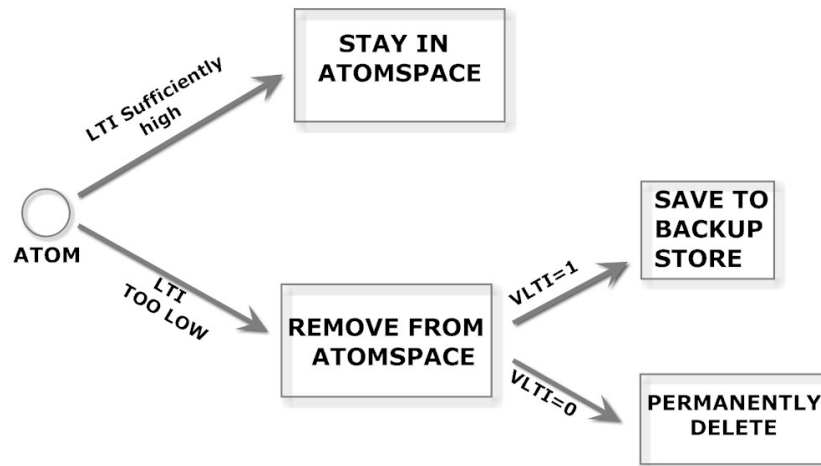 STAY IN
ATOMSPACE
LTI Sufficiently
high
ATOM
LTI
TOO LOW
REMOVE FROM
ATOMSPACE
VLTI=1
SAVE TO
BACKUP
STORE
VLTI=0
PERMANENTLY
DELETE